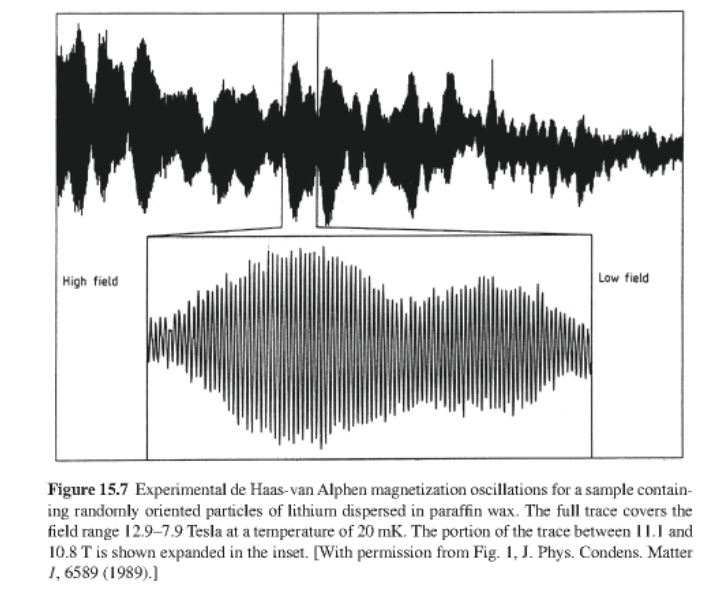 High field
Low field
Figure 15.7 Experimental de Haas-van Alphen magnetization oscillations for a sample contain-
ing randomly oriented particles of lithium dispersed in paraffin wax. The full trace covers the
field range 12.9–7.9 Tesla at a temperature of 20 mK. The portion of the trace between 11.1 and
10.8 T is shown expanded in the inset. [With permission from Fig. 1, J. Phys. Condens. Matter
1, 6589 (1989).]